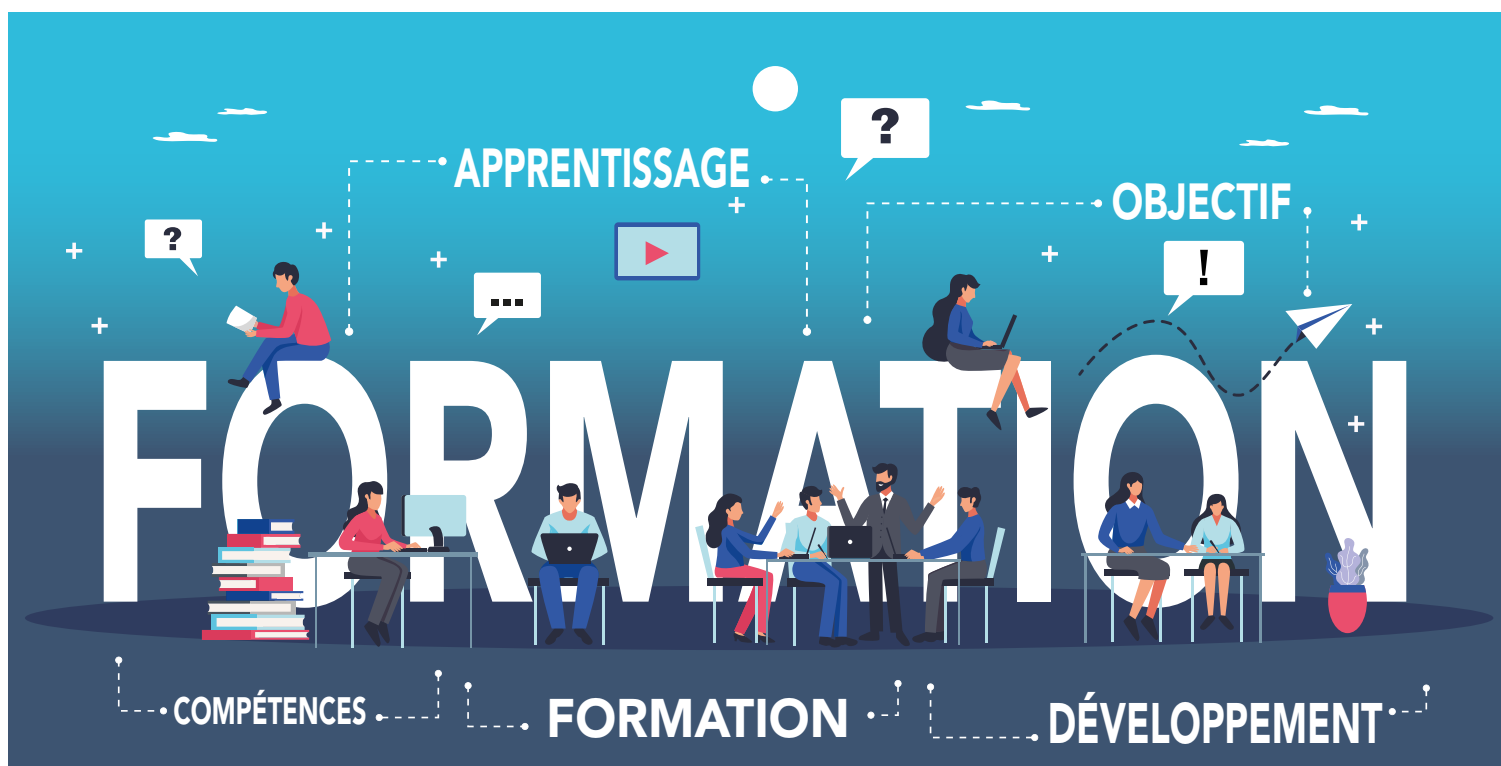 ?
APPRENTISSAGE
OBJECTIF
?
...
!
FORMATION
COMPÉTENCES
FORMATION
DÉVELOPPEMENT